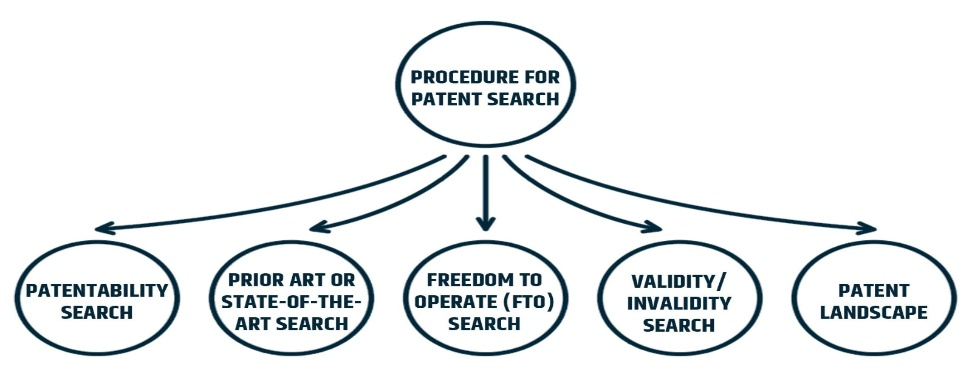 PROCEDURE FOR
PATENT SEARCH
PATENTABILITY
SEARCH
PRIOR ART OR
STATE-OF-THE-
ART SEARCH
FREEDOM TO
OPERATE (FTO)
SEARCH
VALIDITY/
INVALIDITY
SEARCH
PATENT
LANDSCAPE